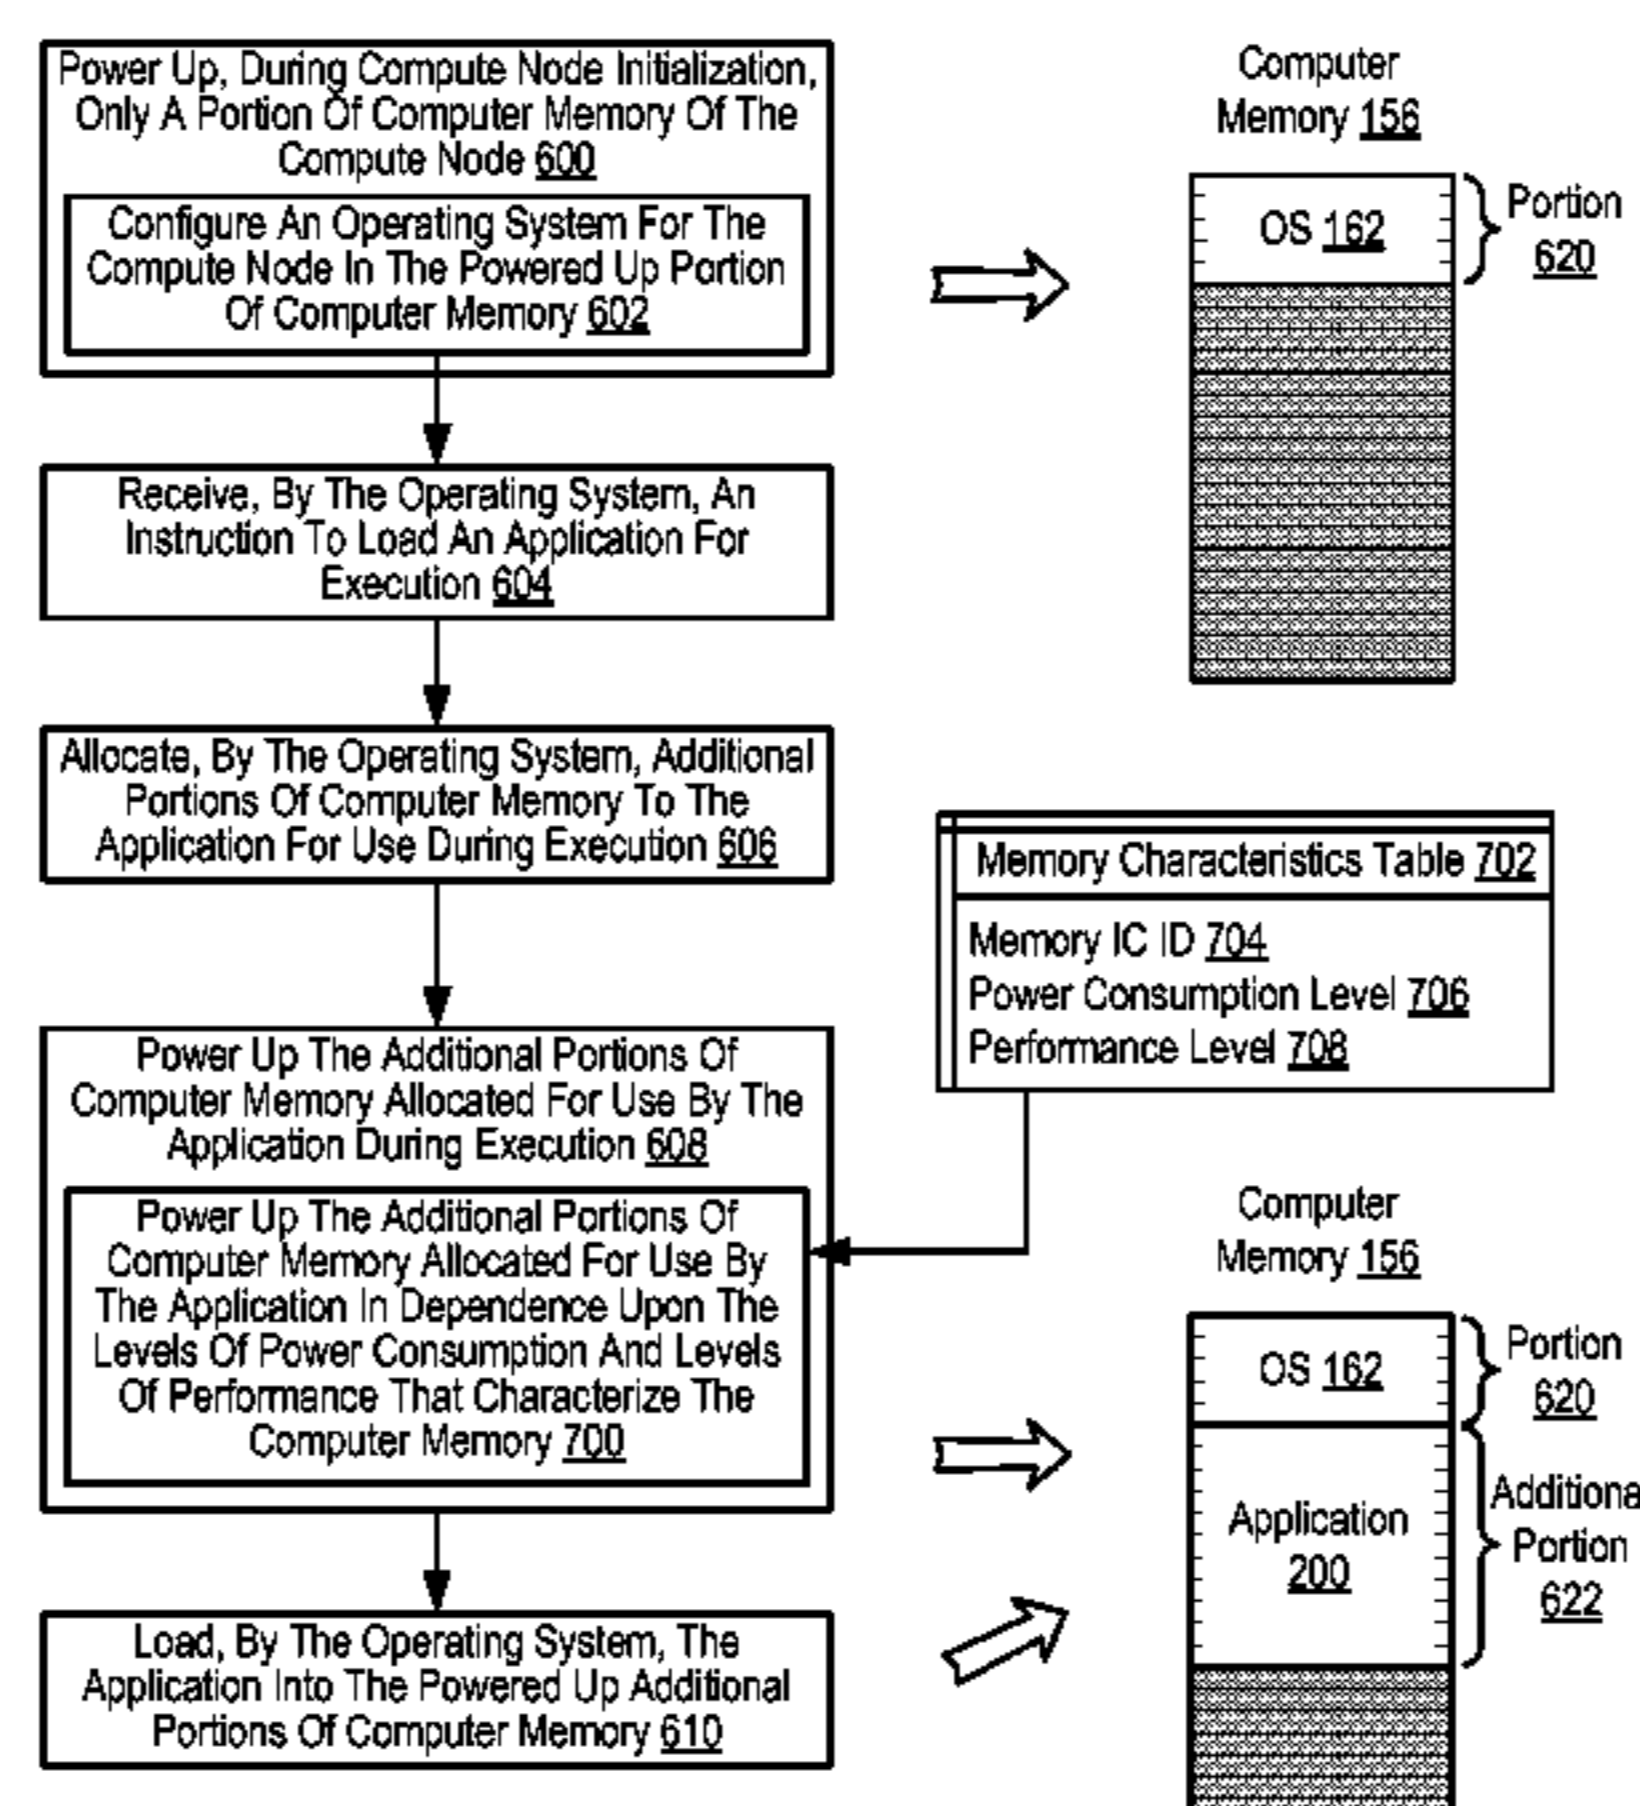 Power Up, During Compute Node Initialization,
Only A Portion Of Computer Memory Of The
Compute Node 600
Configure An Operating System For The
Compute Node In The Powered Up Portion
Of Computer Memory 602
Receive, By The Operating System, An
Instruction To Load An Application For
Execution 604
Allocate, By The Operating System, Additional
Portions Of Computer Memory To The
Application For Use During Execution 606
Power Up The Additional Portions Of
Computer Memory Allocated For Use By The
Application During Execution 608
Power Up The Additional Portions Of
Computer Memory Allocated For Use By
The Application In Dependence Upon The
Levels Of Power Consumption And Levels
Of Performance That Characterize The
Computer Memory 700
Load, By The Operating System, The
Application Into The Powered Up Additional
Portions Of Computer Memory 610
Computer
Memory 156
OS 162
Portion
620
Memory Characteristics Table 702
Memory IC ID 704
Power Consumption Level 706
Performance Level 708
Computer
Memory 156
OS 162
Portion
620
Application
200
Additiona
Portion
622